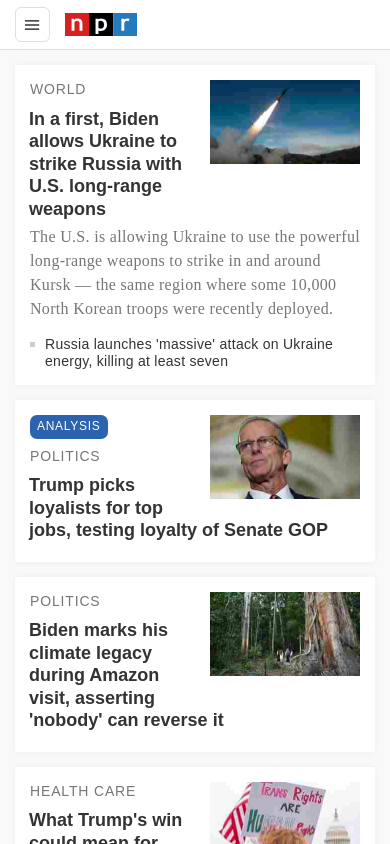 npr
WORLD
In a first, Biden
allows Ukraine to
strike Russia with
U.S. long-range
weapons
The U.S. is allowing Ukraine to use the powerful
long-range weapons to strike in and around
Kursk — the same region where some 10,000
North Korean troops were recently deployed.
Russia launches 'massive' attack on Ukraine
energy, killing at least seven
ANALYSIS
POLITICS
Trump picks
loyalists for top
jobs, testing loyalty of Senate GOP
POLITICS
Biden marks his
climate legacy
during Amazon
visit, asserting
'nobody' can reverse it
HEALTH CARE
What Trump's win
could mean for
TRANS Rights
ARE
Rights